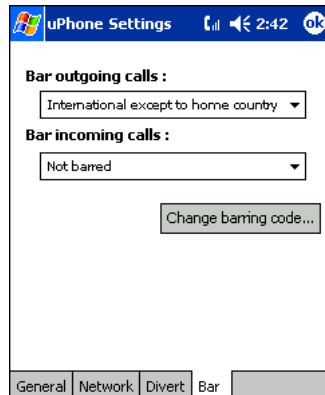 uPhone Settings 2:42 ok
Bar outgoing calls :
International except to home country
Bar incoming calls :
Not barred
Change barring code...
General Network Divert Bar